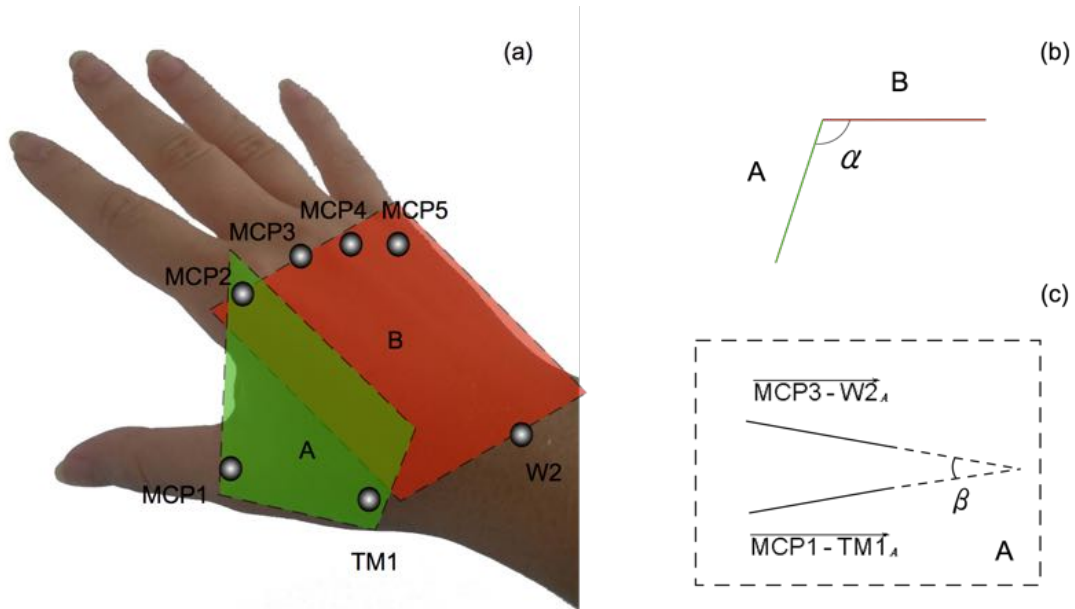 (a)
MCP4
MCP5
MCP3
MCP2
B
A
MCP1
W2
TM1
(b)
B
A
α
(c)
MCP3 - W2A
β
MCP1 - TM1A
A